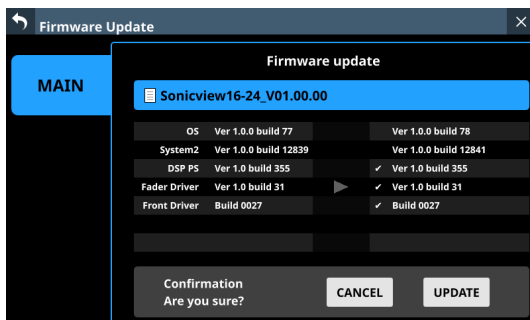 Firmware Update
MAIN
Firmware update
Sonicview16-24_V01.00.00
OS Ver 1.0.0 build 77 Ver 1.0.0 build 78
System2 Ver 1.0.0 build 12839 Ver 1.0.0 build 12841
DSP PS Ver 1.0 build 355 ✔ Ver 1.0 build 355
Fader Driver Ver 1.0 build 31 ✔ Ver 1.0 build 31
Front Driver Build 0027 ✔ Build 0027
Confirmation
Are you sure?
CANCEL
UPDATE